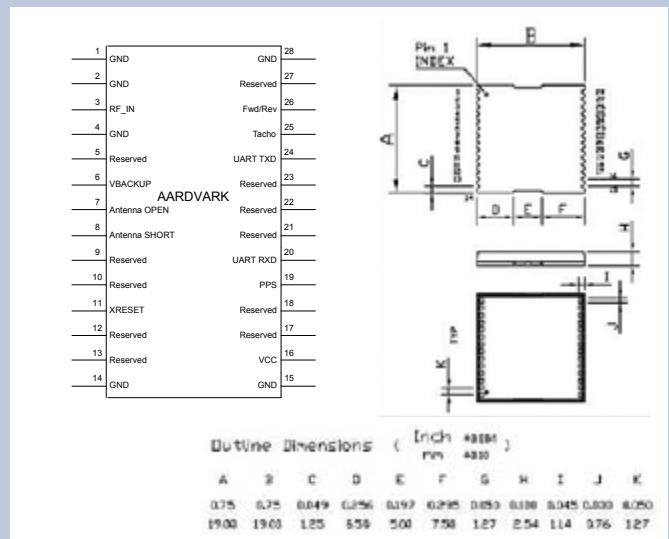 1 GND GND 28
2 GND Reserved 27
3 RF_IN Fwd/Rev 26
4 GND Tacho 25
5 Reserved UART TXD 24
6 VBACKUP Reserved 23
AARDVARK
7 Antenna OPEN Reserved 22
8 Antenna SHORT Reserved 21
9 Reserved UART RXD 20
10 Reserved PPS 19
11 XRESET Reserved 18
12 Reserved Reserved 17
13 Reserved VCC 16
14 GND GND 15
Pin 1
INDEX
B
A
C
G
D E F
H
I
J
TYP
K
Outline Dimensions ( Inch
mm )
A B C D E F G H I J K
0.75 0.75 0.049 0.256 0.197 0.295 0.050 0.045 0.050
19.00 19.00 1.25 6.50 5.00 7.50 1.27 2.54 1.14 0.76 1.27